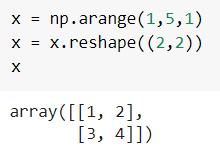 x = np.arange(1,5,1)
x = x.reshape((2,2))
x
array([[1, 2],
       [3, 4]])